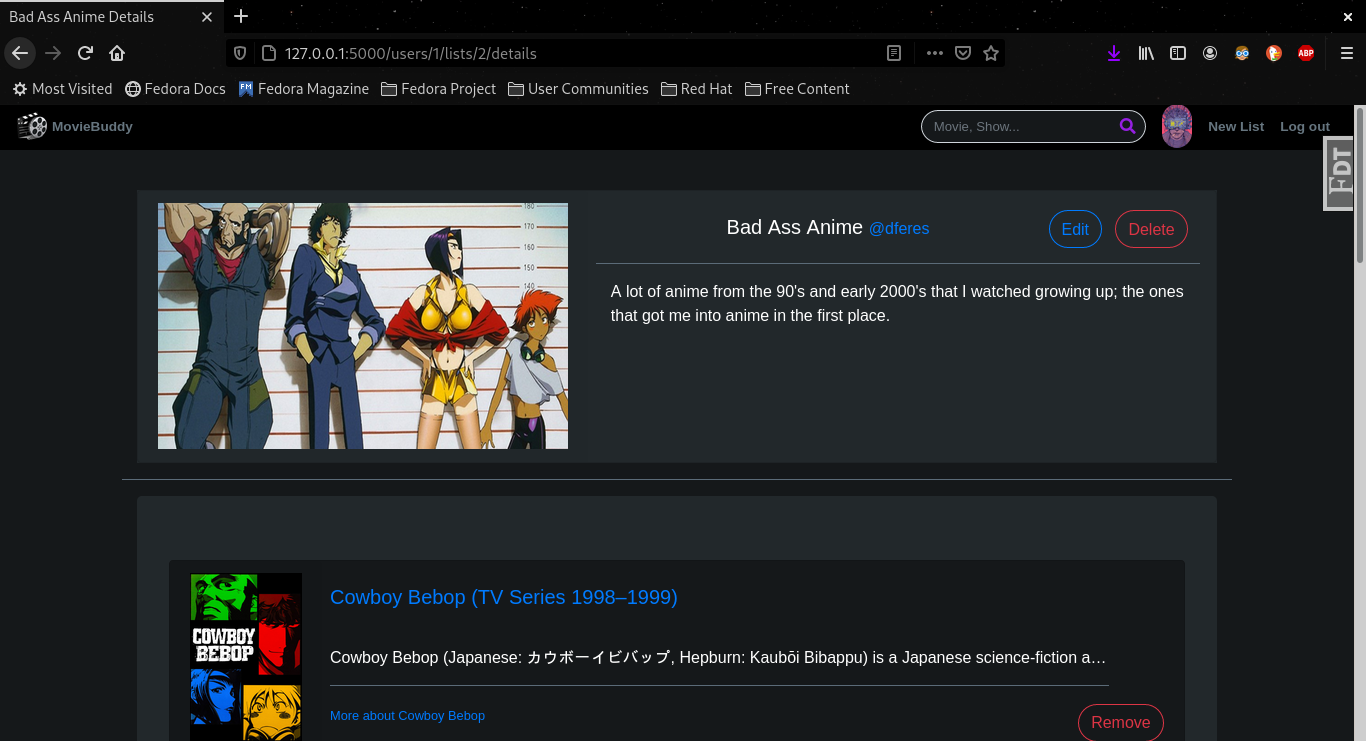 Bad Ass Anime Details
127.0.0.1:5000/users/1/lists/2/details
ABP
Most Visited
Fedora Docs
FM
Fedora Magazine
Fedora Project
User Communities
Red Hat
Free Content
MovieBuddy
Movie, Show...
New List
Log out
FDT
180
170
160
150
140
Bad Ass Anime @dferes
Edit
Delete
A lot of anime from the 90's and early 2000's that I watched growing up; the ones
that got me into anime in the first place.
COWBOY
BEBOP
Cowboy Bebop (TV Series 1998–1999)
Cowboy Bebop (Japanese: カウボーイビバップ, Hepburn: Kaubōi Bibappu) is a Japanese science-fiction a…
More about Cowboy Bebop
Remove